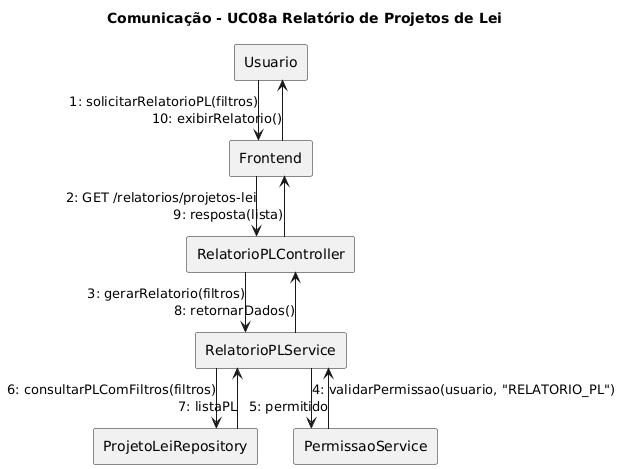 Comunicação - UC08a Relatório de Projetos de Lei
Usuario
1: solicitarRelatorioPL(filtros)
10: exibirRelatorio()
Frontend
2: GET /relatorios/projetos-lei
9: resposta(lista)
RelatorioPLController
3: gerarRelatorio(filtros)
8: retornarDados()
RelatorioPLService
6: consultarPLComFiltros(filtros)
4: validarPermissao(usuario, "RELATORIO_PL")
7: listaPL
5: permitido
ProjetoLeiRepository
PermissaoService